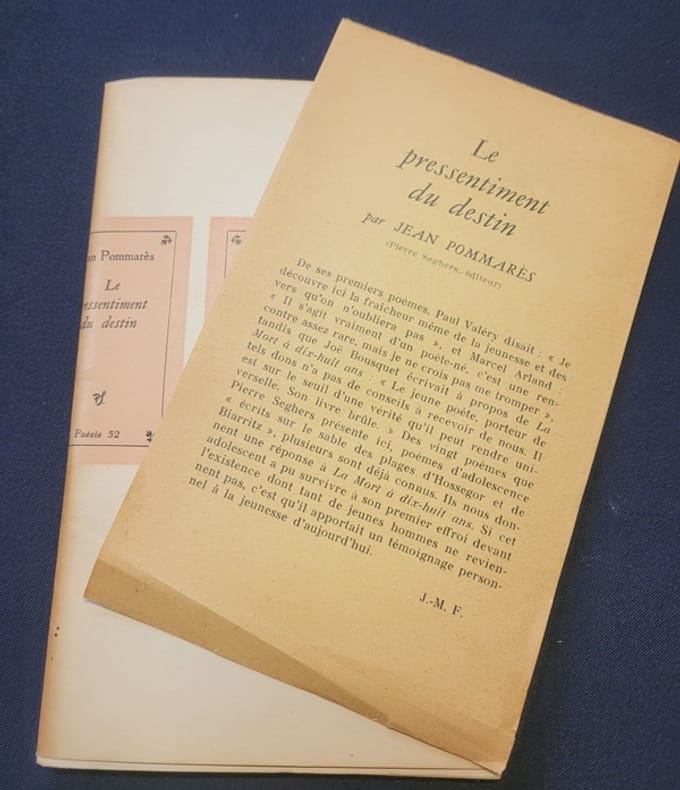 Le
pressentiment
du destin
par JEAN POMMARÈS
(Pierre Seghers, éditeur)
De ses premiers poèmes, Paul Valéry disait : « Je
découvre ici la fraîcheur même de la jeunesse et des
vers qu'on n'oubliera pas », et Marcel Arland :
« Il s'agit vraiment d'un poète-né, c'est une ren-
contre assez rare, mais je ne crois pas me tromper »,
tandis que Joë Bousquet écrivait à propos de La
Mort à dix-huit ans : « Le jeune poète, porteur de
tels dons n'a pas de conseils à recevoir de nous. Il
est sur le seuil d'une vérité qu'il peut rendre uni-
verselle. Son livre brûle. » Des vingt poèmes que
Pierre Seghers présente ici, poèmes d'adolescence
« écrits sur le sable des plages d'Hossegor et de
Biarritz », plusieurs sont déjà connus. Ils nous don-
nent une réponse à La Mort à dix-huit ans. Si cet
adolescent a pu survivre à son premier effroi devant
l'existence dont tant de jeunes hommes ne revien-
nent pas, c'est qu'il apportait un témoignage person-
nel à la jeunesse d'aujourd'hui.
J.-M. F.
an Pommarès
Le
essentiment
du destin
Poésie 52